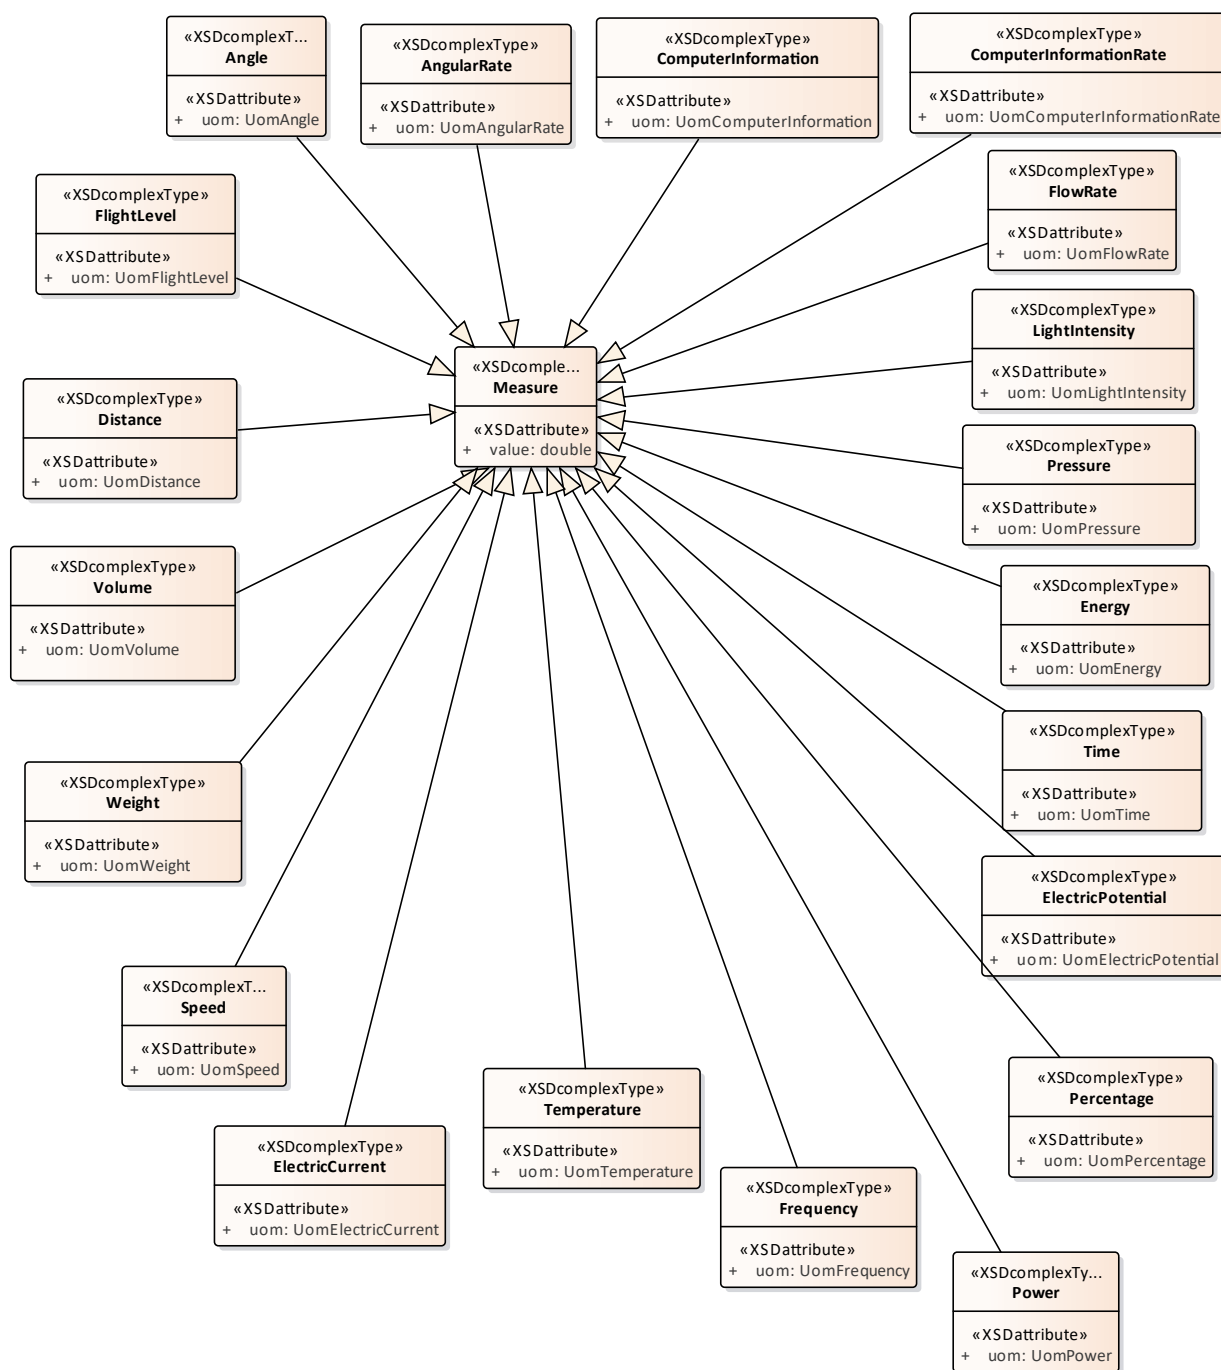 «XSDcomplexT...
Angle
«XSDattribute»
+ uom: UomAngle
«XSDcomplexType»
AngularRate
«XSDattribute»
+ uom: UomAngularRate
«XSDcomplexType»
ComputerInformation
«XSDattribute»
+ uom: UomComputerInformation
«XSDcomplexType»
ComputerInformationRate
«XSDattribute»
+ uom: UomComputerInformationRate
«XSDcomplexType»
FlightLevel
«XSDattribute»
+ uom: UomFlightLevel
«XSDcomplexType»
FlowRate
«XSDattribute»
+ uom: UomFlowRate
«XSDcomplexType»
LightIntensity
«XSDattribute»
+ uom: UomLightIntensity
«XSDcomple...
Measure
«XSDattribute»
+ value: double
«XSDcomplexType»
Distance
«XSDattribute»
+ uom: UomDistance
«XSDcomplexType»
Pressure
«XSDattribute»
+ uom: UomPressure
«XSDcomplexType»
Volume
«XSDattribute»
+ uom: UomVolume
«XSDcomplexType»
Energy
«XSDattribute»
+ uom: UomEnergy
«XSDcomplexType»
Time
«XSDattribute»
+ uom: UomTime
«XSDcomplexType»
Weight
«XSDattribute»
+ uom: UomWeight
«XSDcomplexType»
ElectricPotential
«XSDattribute»
+ uom: UomElectricPotential
«XSDcomplexT...
Speed
«XSDattribute»
+ uom: UomSpeed
«XSDcomplexType»
Percentage
«XSDattribute»
+ uom: UomPercentage
«XSDcomplexType»
Temperature
«XSDattribute»
+ uom: UomTemperature
«XSDcomplexType»
ElectricCurrent
«XSDattribute»
+ uom: UomElectricCurrent
«XSDcomplexType»
Frequency
«XSDattribute»
+ uom: UomFrequency
«XSDcomplexTy...
Power
«XSDattribute»
+ uom: UomPower